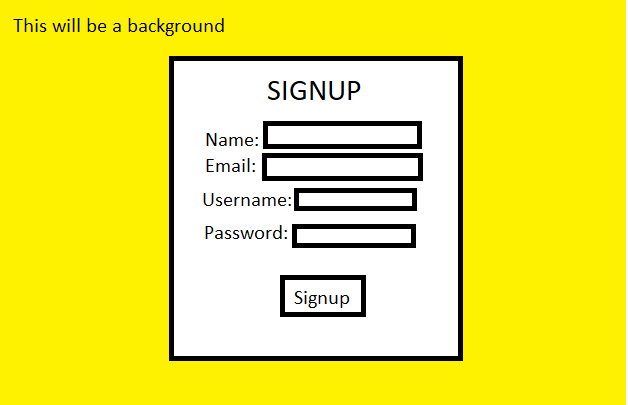 This will be a background
SIGNUP
Name:
Email:
Username:
Password:
Signup